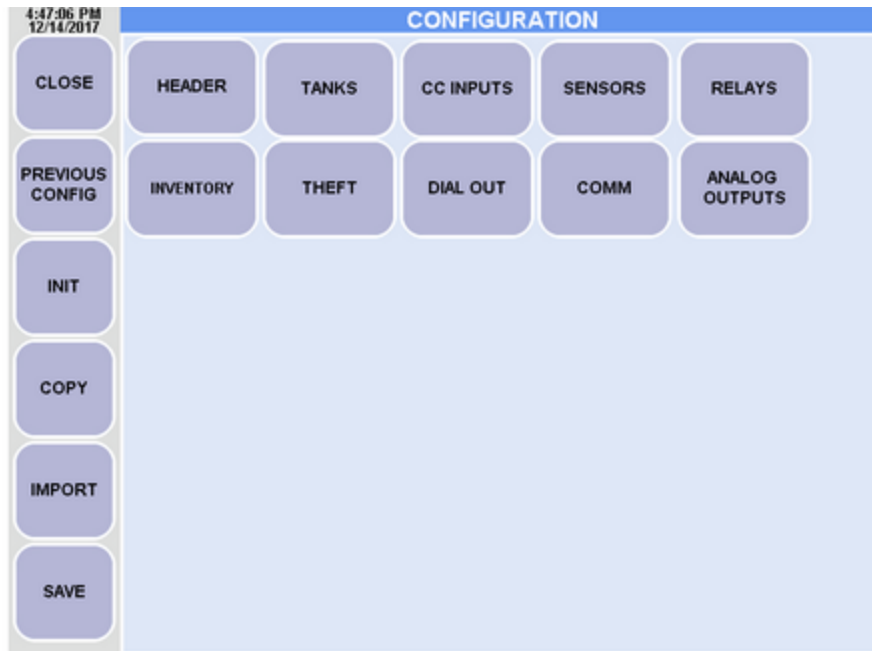 4:47:06 PM
12/14/2017
CONFIGURATION
CLOSE
HEADER
TANKS
CC INPUTS
SENSORS
RELAYS
PREVIOUS
CONFIG
INVENTORY
THEFT
DIAL OUT
COMM
ANALOG
OUTPUTS
INIT
COPY
IMPORT
SAVE